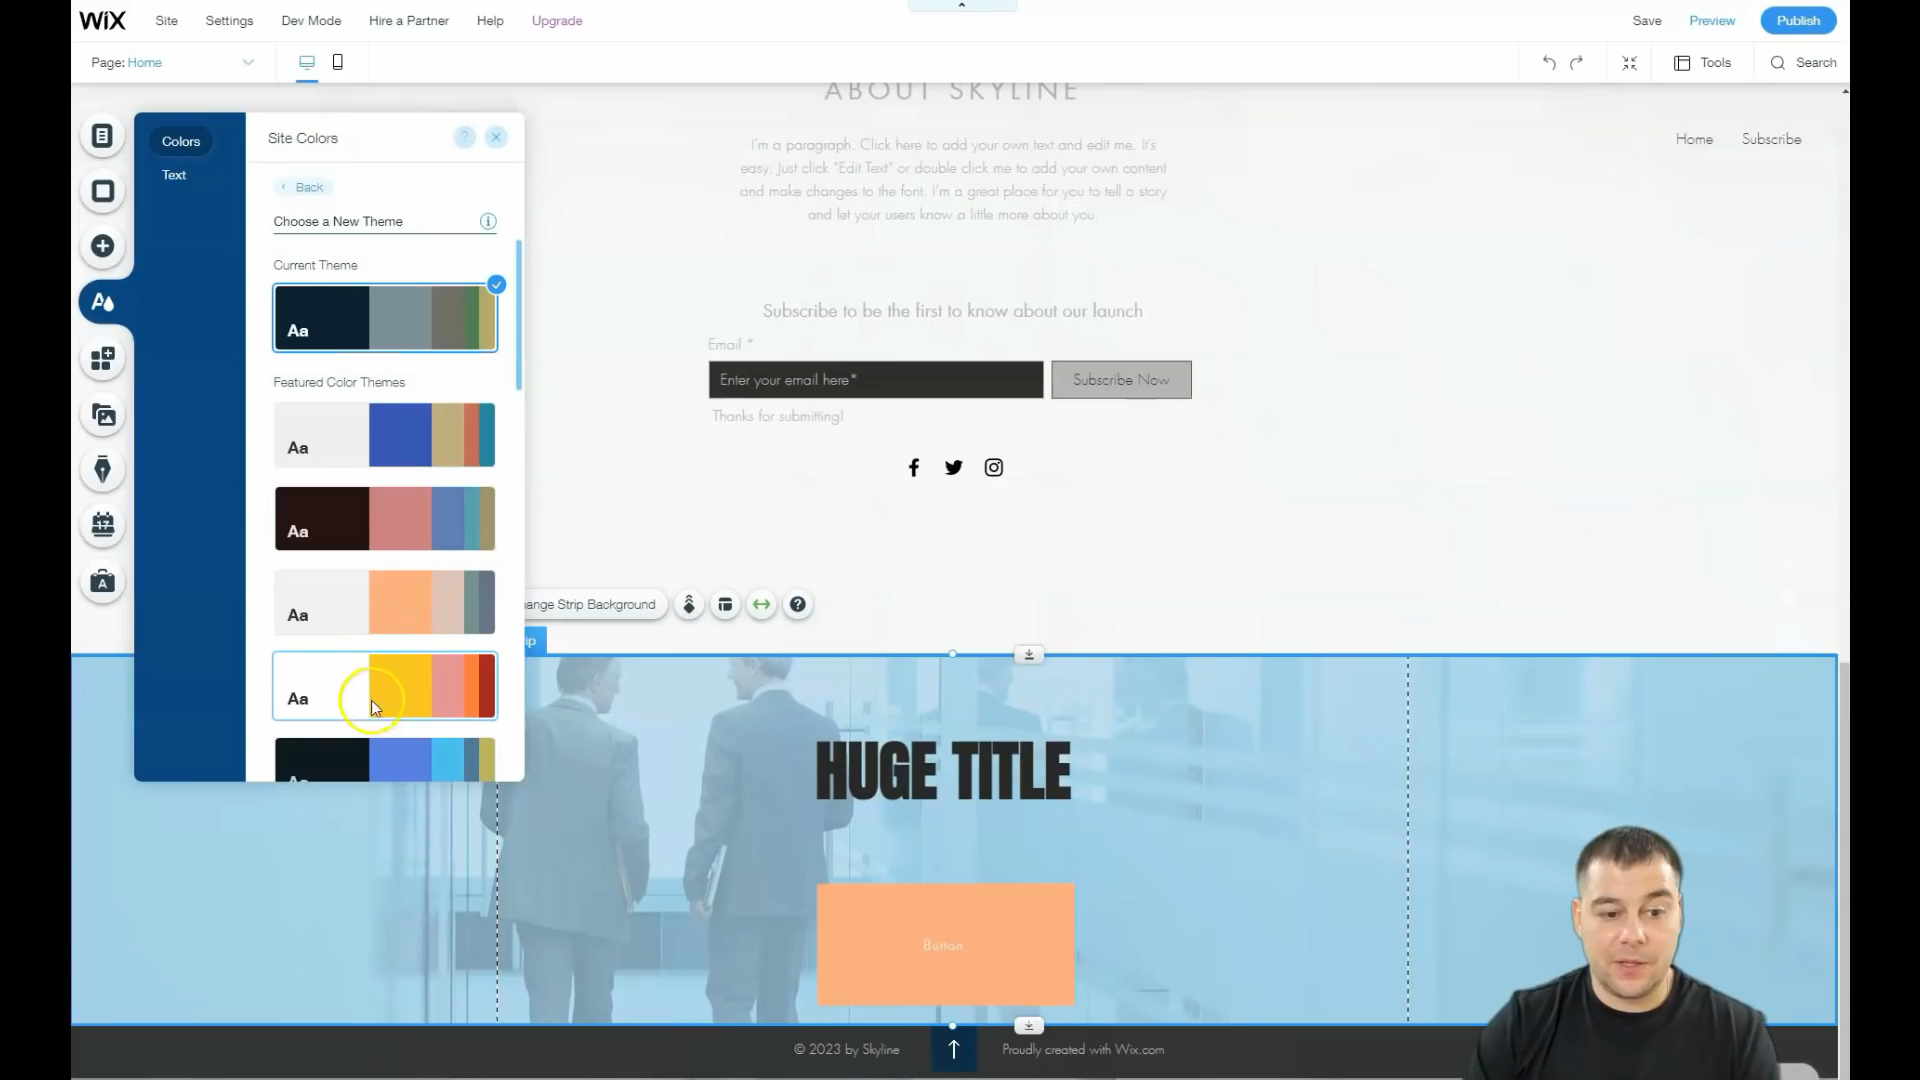 WiX
Site
Settings
Dev Mode
Hire a Partner
Help
Upgrade
Save
Preview
Publish
Page: Home
Tools
Search
Colors
Text
Site Colors
?
Back
Choose a New Theme
Current Theme
Aa
Featured Color Themes
Aa
Aa
Aa
Aa
Aa
17
A
ABOUT SKYLINE
I'm a paragraph. Click here to add your own text and edit me. It's
easy. Just click "Edit Text" or double click me to add your own content
and make changes to the font. I'm a great place for you to tell a story
and let your users know a little more about you.
Home
Subscribe
Subscribe to be the first to know about our launch
Email *
Enter your email here*
Subscribe Now
Thanks for submitting!
ange Strip Background
?
ip
HUGE TITLE
Button
© 2023 by Skyline
Proudly created with Wix.com